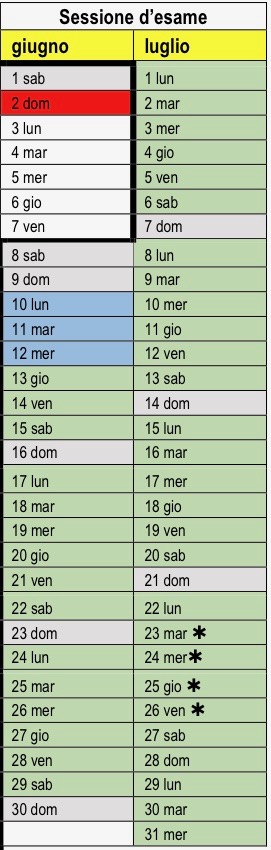 Sessione d'esame
giugno luglio
1 sab 1 lun
2 dom 2 mar
3 lun 3 mer
4 mar 4 gio
5 mer 5 ven
6 gio 6 sab
7 ven 7 dom
8 sab 8 lun
9 dom 9 mar
10 lun 10 mer
11 mar 11 gio
12 mer 12 ven
13 gio 13 sab
14 ven 14 dom
15 sab 15 lun
16 dom 16 mar
17 lun 17 mer
18 mar 18 gio
19 mer 19 ven
20 gio 20 sab
21 ven 21 dom
22 sab 22 lun
23 dom 23 mar *
24 lun 24 mer*
25 mar 25 gio *
26 mer 26 ven *
27 gio 27 sab
28 ven 28 dom
29 sab 29 lun
30 dom 30 mar
31 mer